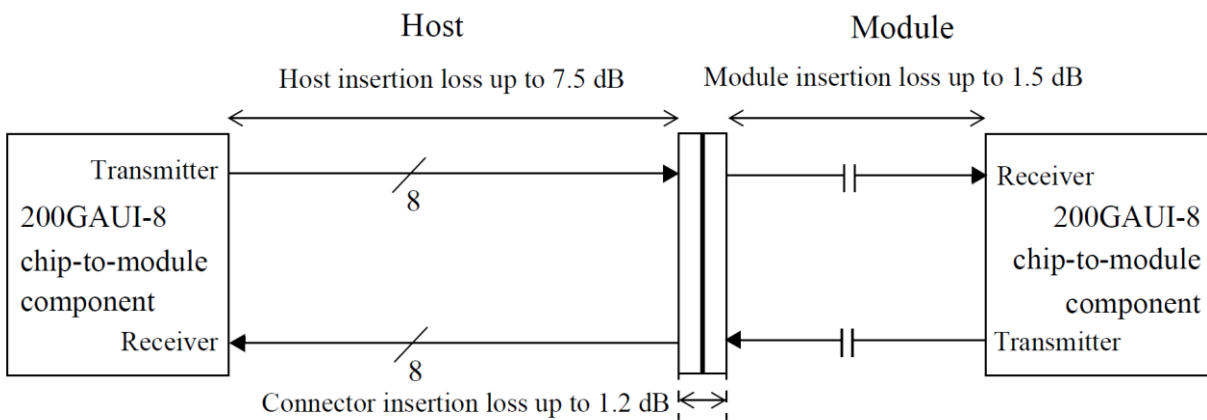 Host
Module
Host insertion loss up to 7.5 dB
Module insertion loss up to 1.5 dB
Transmitter
8
Receiver
200GAUI-8
chip-to-module
component
200GAUI-8
chip-to-module
component
Receiver
8
Transmitter
Connector insertion loss up to 1.2 dB